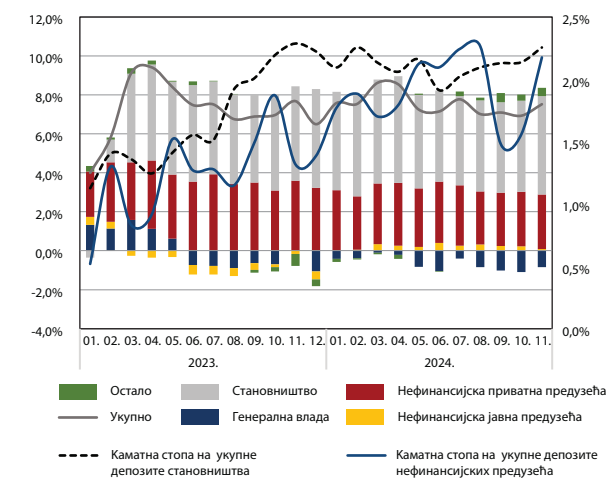 12,0%
10,0%
8,0%
6,0%
4,0%
2,0%
0,0%
-2,0%
-4,0%
2,5%
2,0%
1,5%
1,0%
0,5%
0,0%
01. 02. 03. 04. 05. 06. 07. 08. 09. 10. 11. 12. 01. 02. 03. 04. 05. 06. 07. 08. 09. 10. 11.
2023. 2024.
Остало Становништво Нефинансијска приватна предузећа
Укупно Генерална влада Нефинансијска јавна предузећа
Каматна стопа на укупне
депозите становништва
Каматна стопа на укупне депозите
нефинансијских предузећа